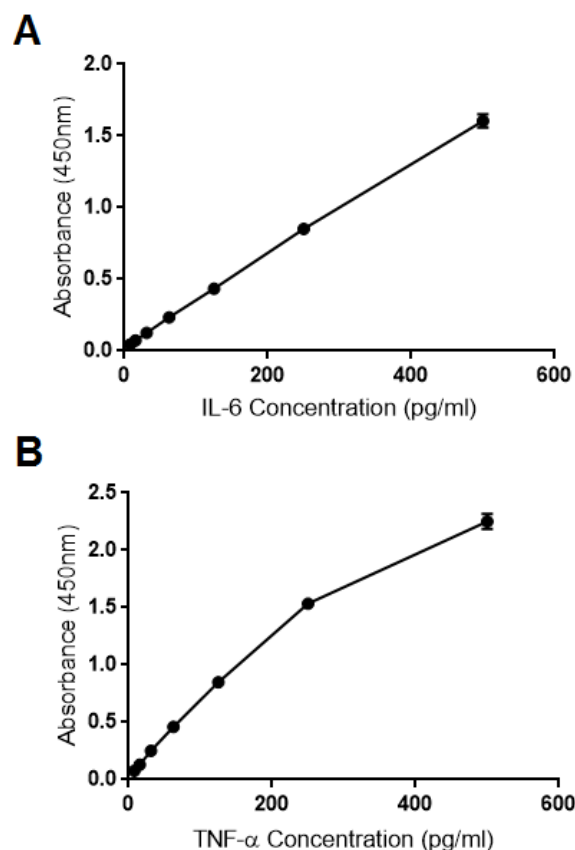 A
2.0
1.5
1.0
0.5
0.0
Absorbance (450nm)
0 200 400 600
IL-6 Concentration (pg/ml)
B
2.5
2.0
1.5
1.0
0.5
0.0
Absorbance (450nm)
0 200 400 600
TNF-α Concentration (pg/ml)